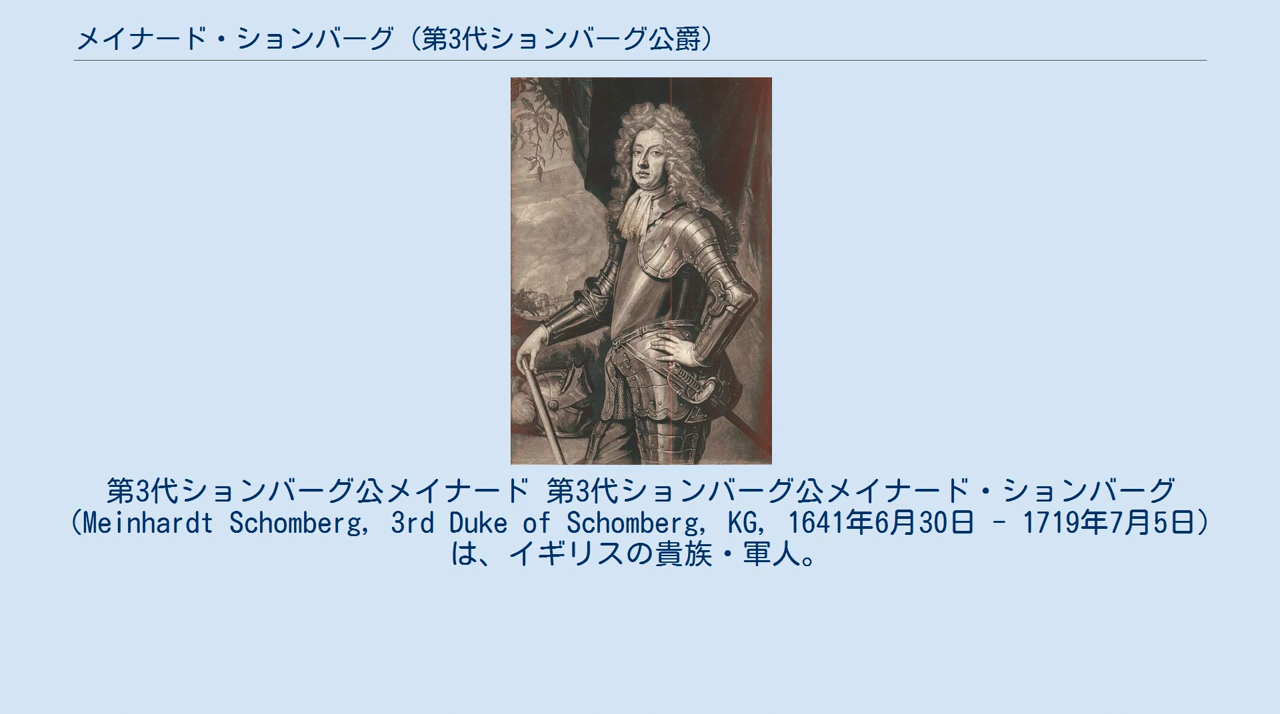 メイナード・ションバーグ（第3代ションバーグ公爵）
第3代ションバーグ公メイナード 第3代ションバーグ公メイナード・ションバーグ
(Meinhardt Schomberg, 3rd Duke of Schomberg, KG, 1641年6月30日 - 1719年7月5日)
は、イギリスの貴族・軍人。